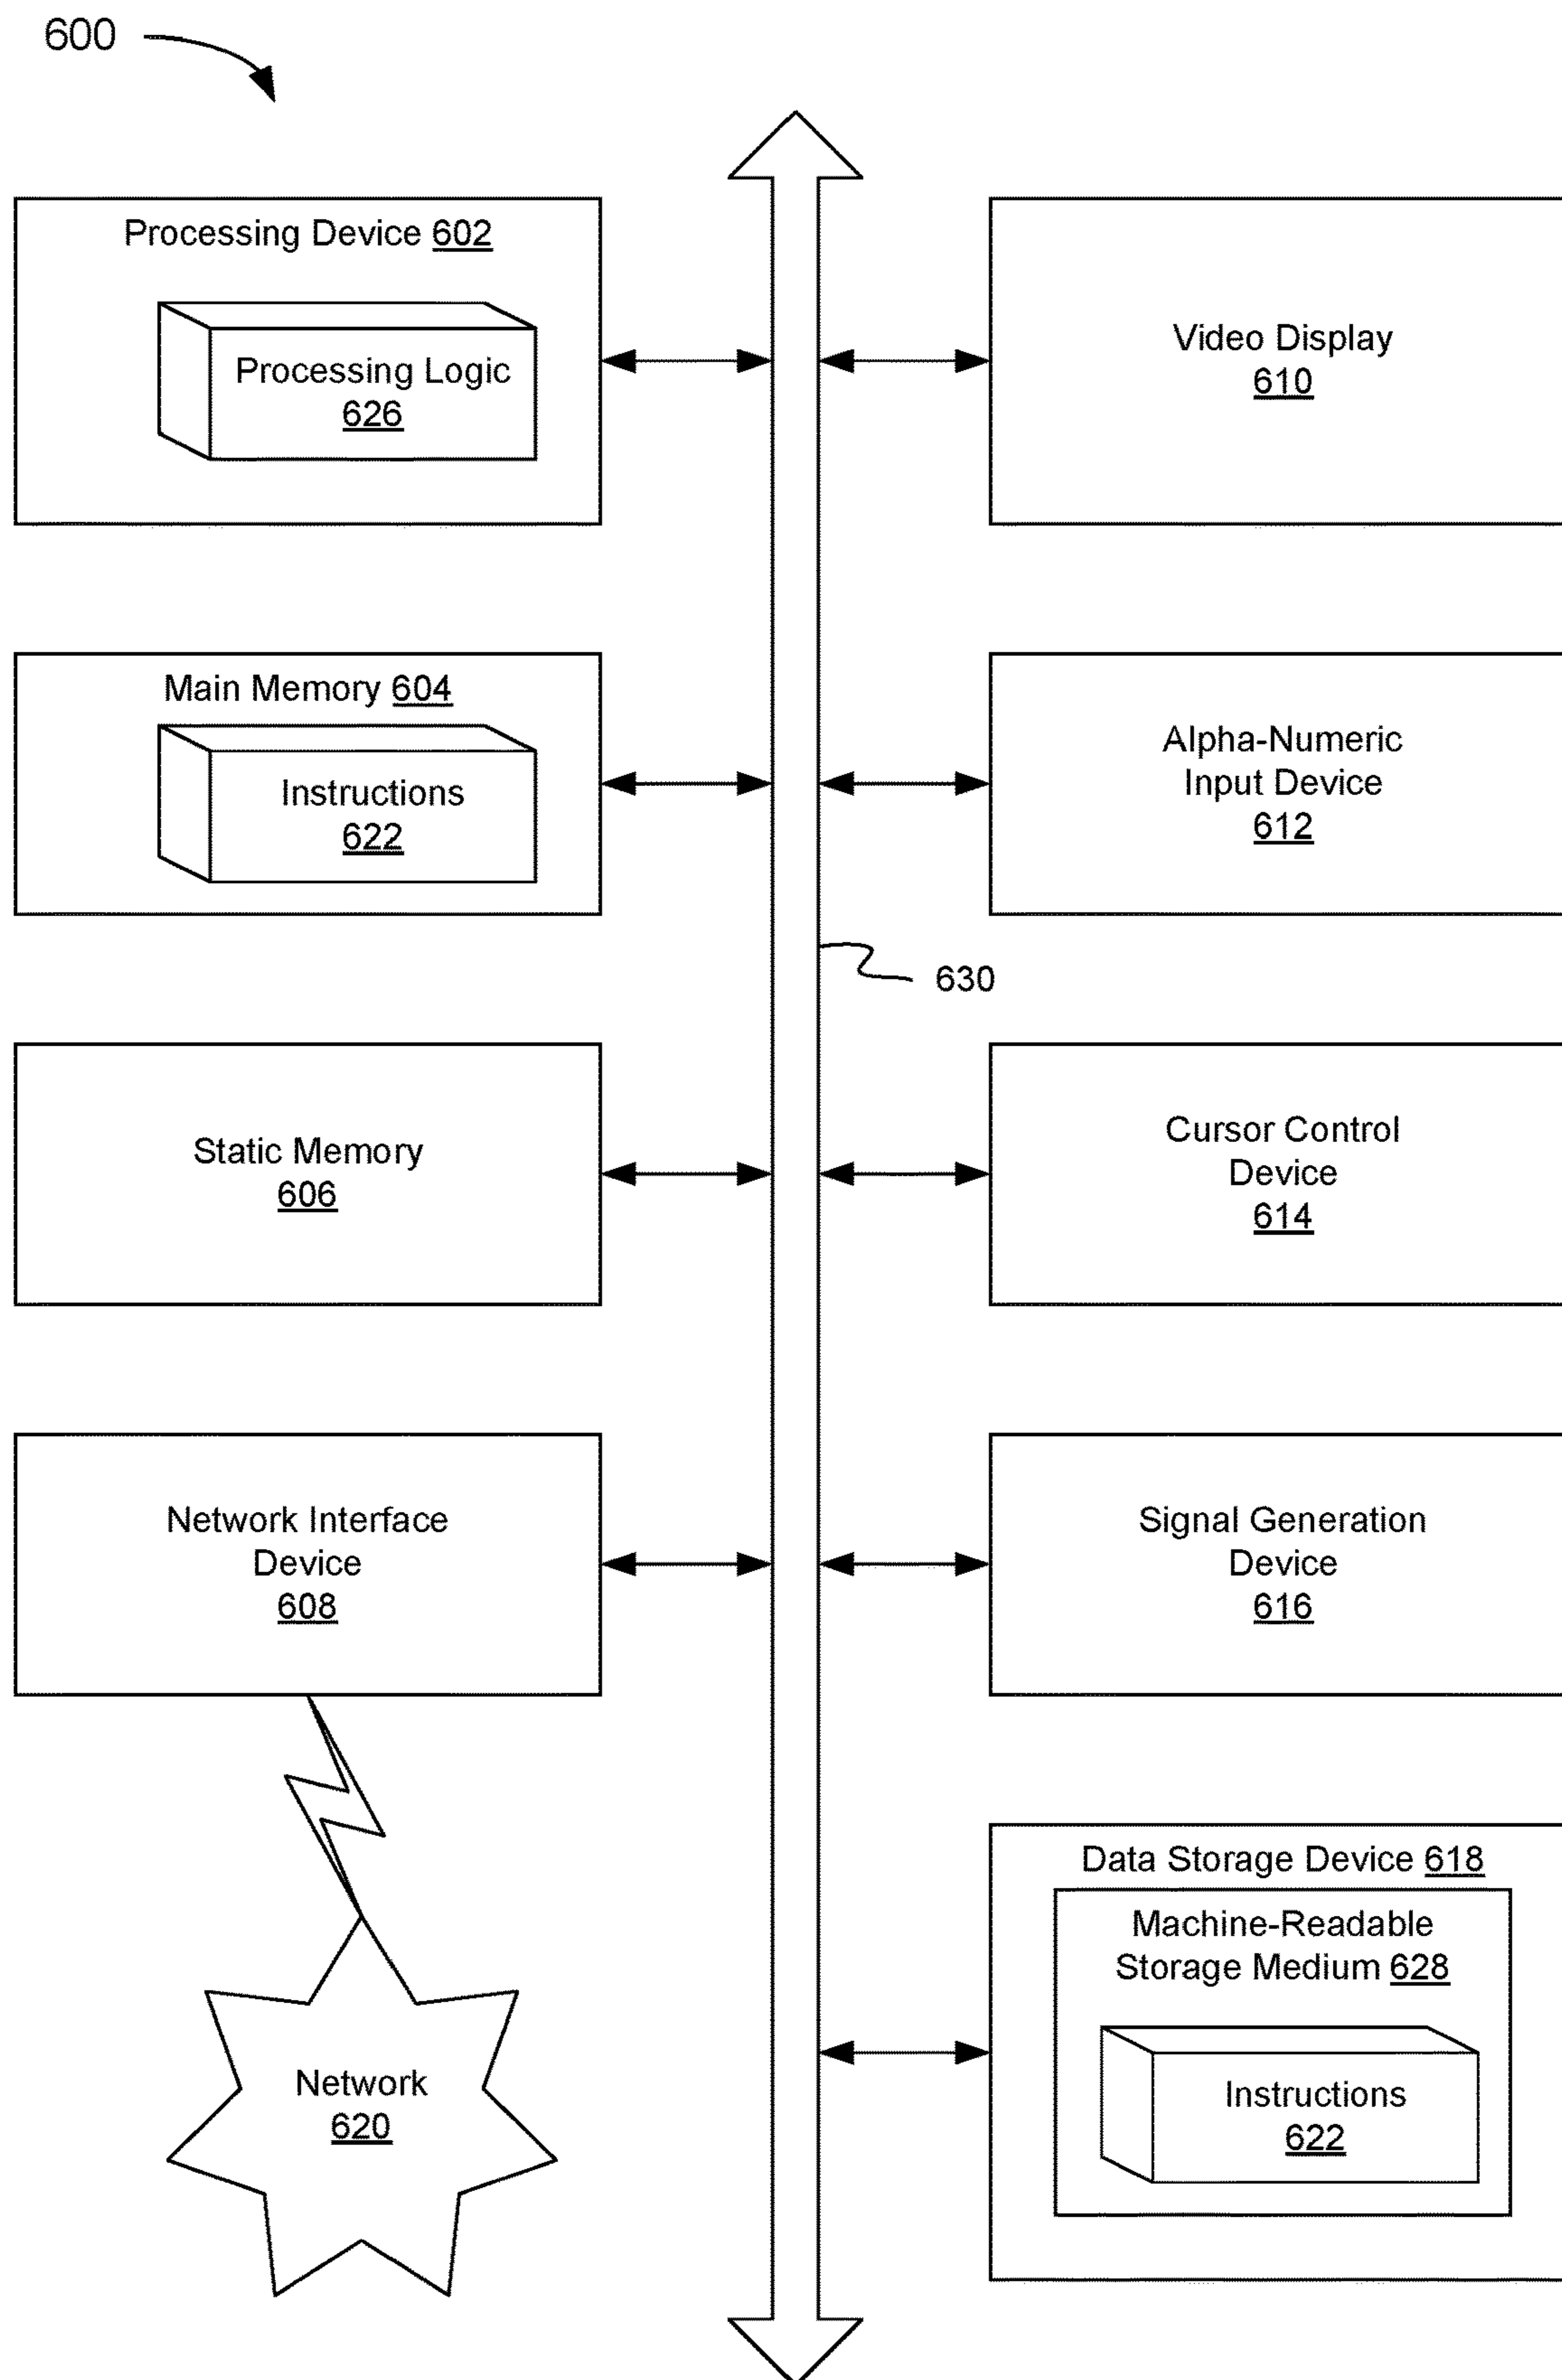 600
Processing Device 602
Processing Logic
626
Video Display
610
Main Memory 604
Instructions
622
Alpha-Numeric
Input Device
612
630
Static Memory
606
Cursor Control
Device
614
Network Interface
Device
608
Signal Generation
Device
616
Data Storage Device 618
Machine-Readable
Storage Medium 628
Instructions
622
Network
620